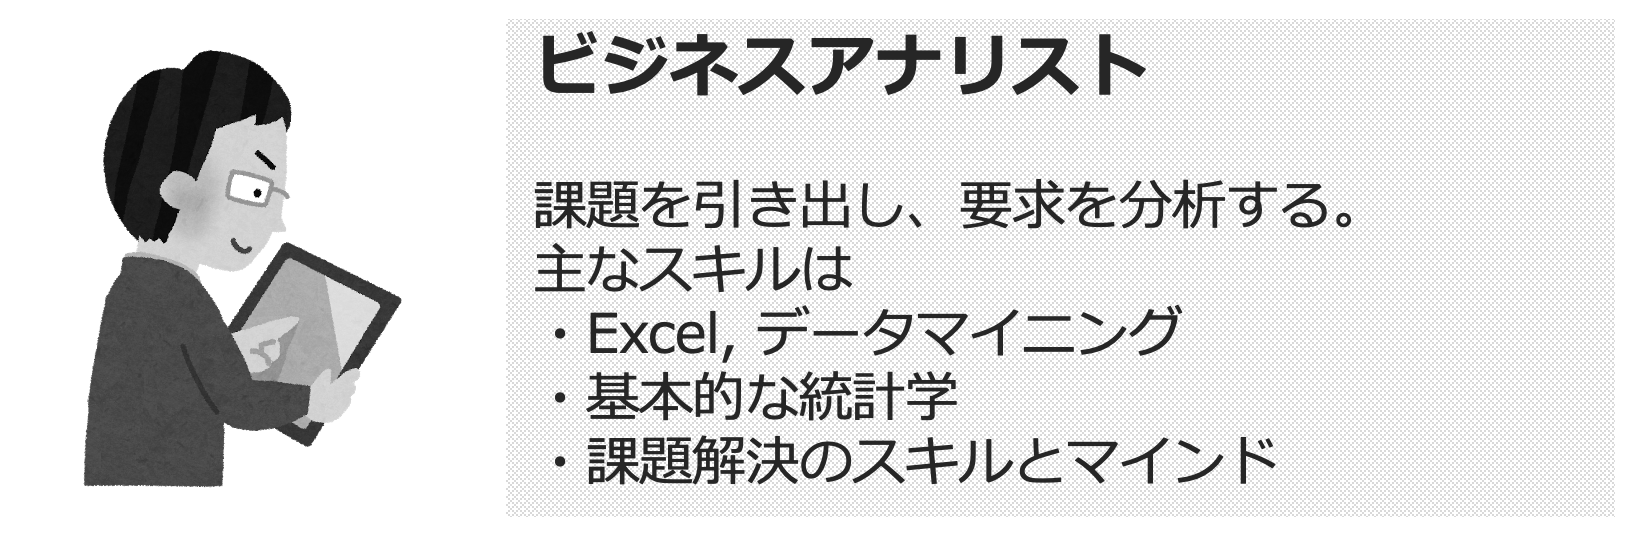 ビジネスアナリスト
課題を引き出し、要求を分析する。
主なスキルは
・Excel, データマイニング
・基本的な統計学
・課題解決のスキルとマインド